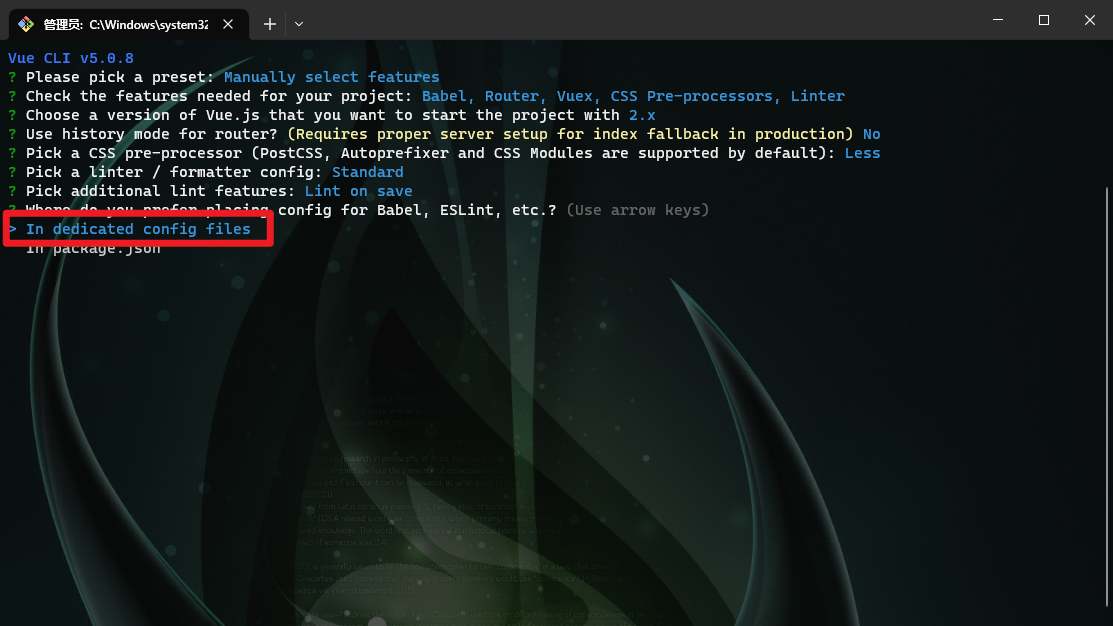 管理员: C:\Windows\system32
Vue CLI v5.0.8
? Please pick a preset: Manually select features
? Check the features needed for your project: Babel, Router, Vuex, CSS Pre-processors, Linter
? Choose a version of Vue.js that you want to start the project with 2.x
? Use history mode for router? (Requires proper server setup for index fallback in production) No
? Pick a CSS pre-processor (PostCSS, Autoprefixer and CSS Modules are supported by default): Less
? Pick a linter / formatter config: Standard
? Pick additional lint features: Lint on save
? Where do you prefer placing config for Babel, ESLint, etc.? (Use arrow keys)
> In dedicated config files
In package.json